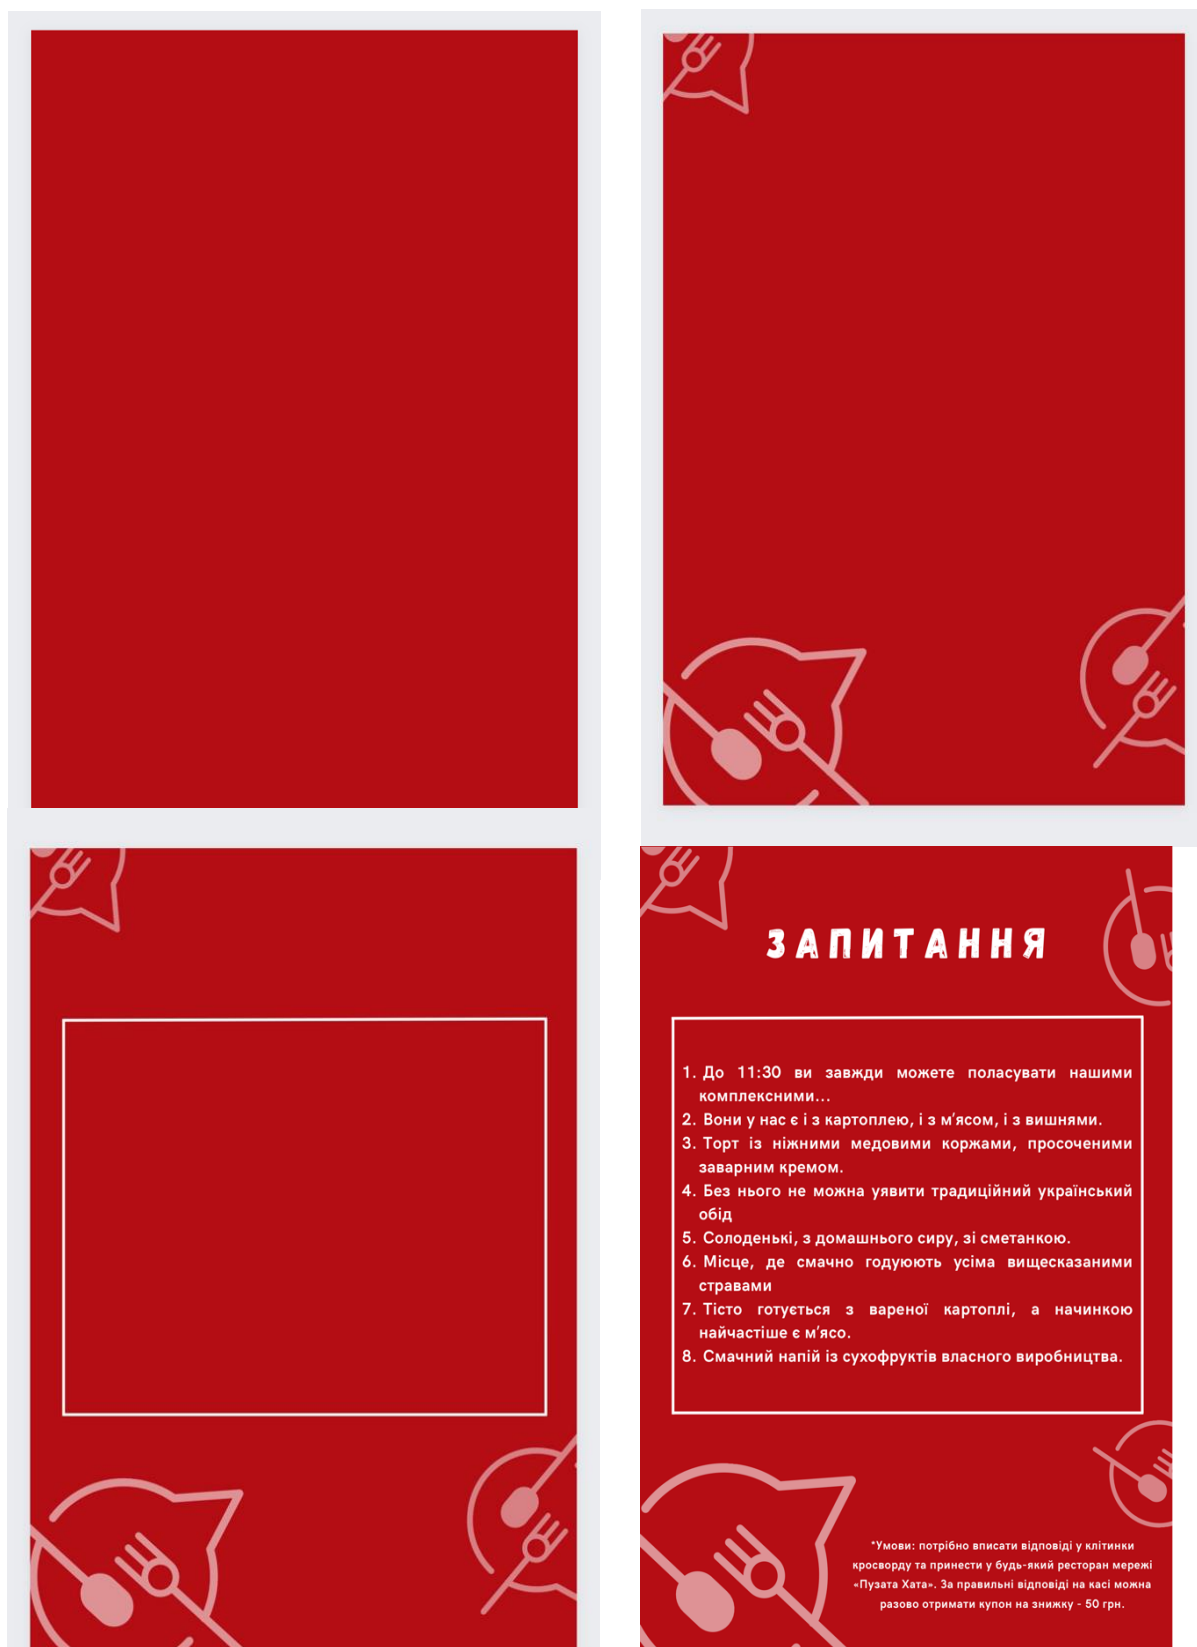 ЗАПИТАННЯ
1. До 11:30 ви завжди можете поласувати нашими
комплексними...
2. Вони у нас є і з картоплею, і з м'ясом, і з вишнями.
3. Торт із ніжними медовими коржами, просоченими
заварним кремом.
4. Без нього не можна уявити традиційний український
обід
5. Солоденькі, з домашнього сиру, зі сметанкою.
6. Місце, де смачно годуюють усіма вищесказаними
стравами
7. Тісто готується з вареної картоплі, а начинкою
найчастіше є м'ясо.
8. Смачний напій із сухофруктів власного виробництва.
*Умови: потрібно вписати відповіді у клітинки
кросворду та принести у будь-який ресторан мережі
«Пузата Хата». За правильні відповіді на касі можна
разово отримати купон на знижку - 50 грн.